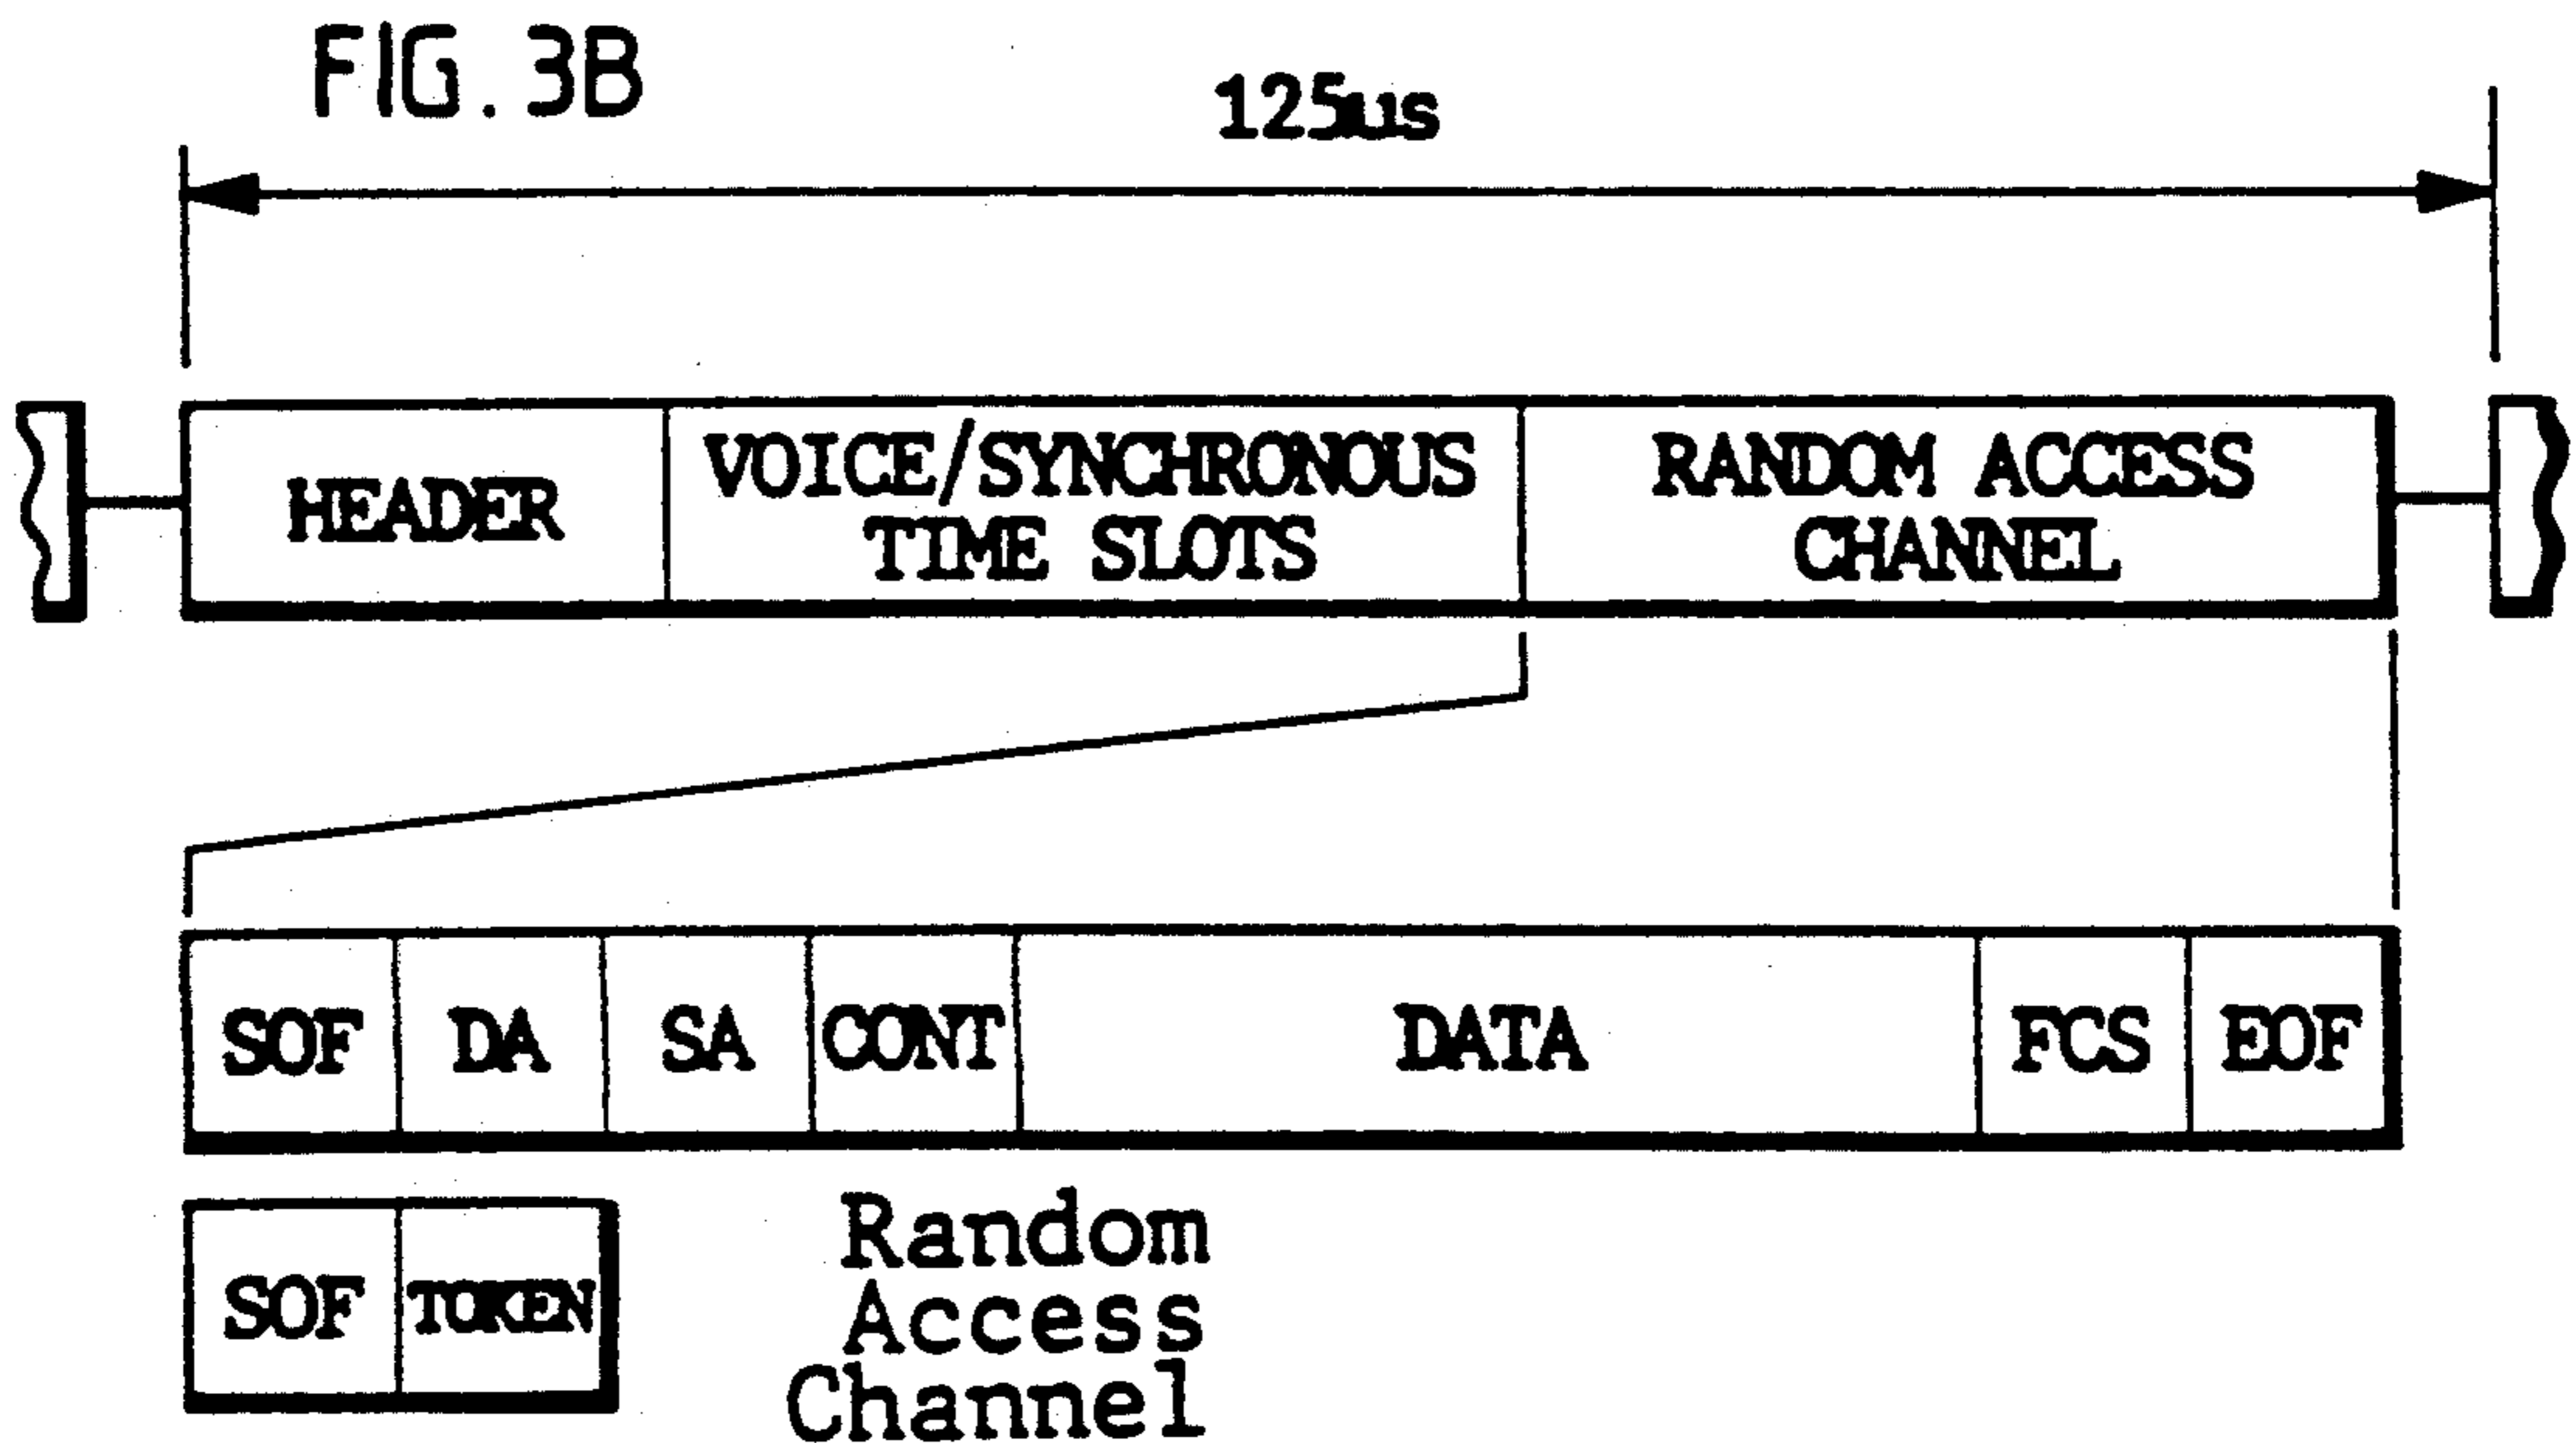 FIG. 3B
125us
HEADER
VOICE/SYNCHRONOUS
TIME SLOTS
RANDOM ACCESS
CHANNEL
SOF DA SA CONT DATA FCS EOF
SOF TOKEN
Random
Access
Channel